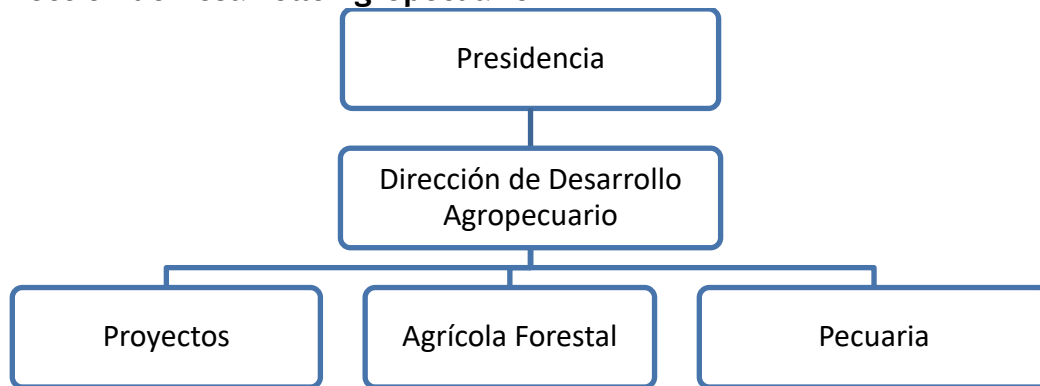 Presidencia
Dirección de Desarrollo
Agropecuario
Proyectos
Agrícola Forestal
Pecuaria